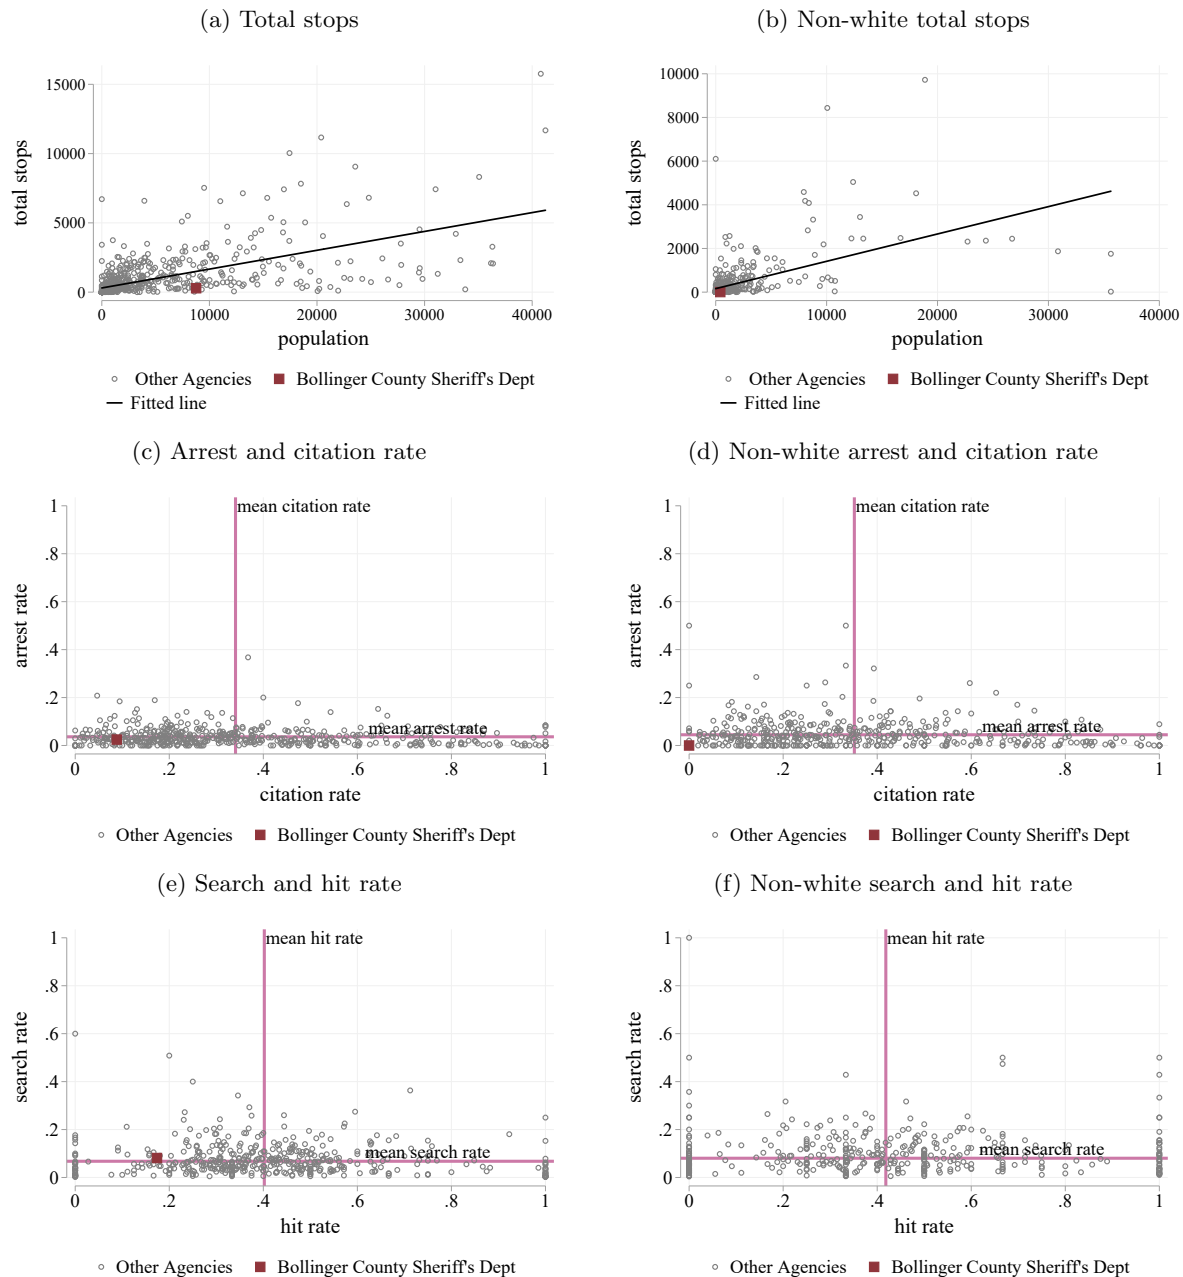 (a) Total stops
total stops
15000
10000
5000
0
0 10000 20000 30000 40000
population
Other Agencies Bollinger County Sheriff's Dept
Fitted line
(b) Non-white total stops
total stops
10000
8000
6000
4000
2000
0
0 10000 20000 30000 40000
population
Other Agencies Bollinger County Sheriff's Dept
Fitted line
(c) Arrest and citation rate
arrest rate
1
.8
.6
.4
.2
0
mean citation rate
mean arrest rate
0 .2 .4 .6 .8 1
citation rate
Other Agencies Bollinger County Sheriff's Dept
(d) Non-white arrest and citation rate
arrest rate
1
.8
.6
.4
.2
0
mean citation rate
mean arrest rate
0 .2 .4 .6 .8 1
citation rate
Other Agencies Bollinger County Sheriff's Dept
(e) Search and hit rate
search rate
1
.8
.6
.4
.2
0
mean hit rate
mean search rate
0 .2 .4 .6 .8 1
hit rate
Other Agencies Bollinger County Sheriff's Dept
(f) Non-white search and hit rate
search rate
1
.8
.6
.4
.2
0
mean hit rate
mean search rate
0 .2 .4 .6 .8 1
hit rate
Other Agencies Bollinger County Sheriff's Dept